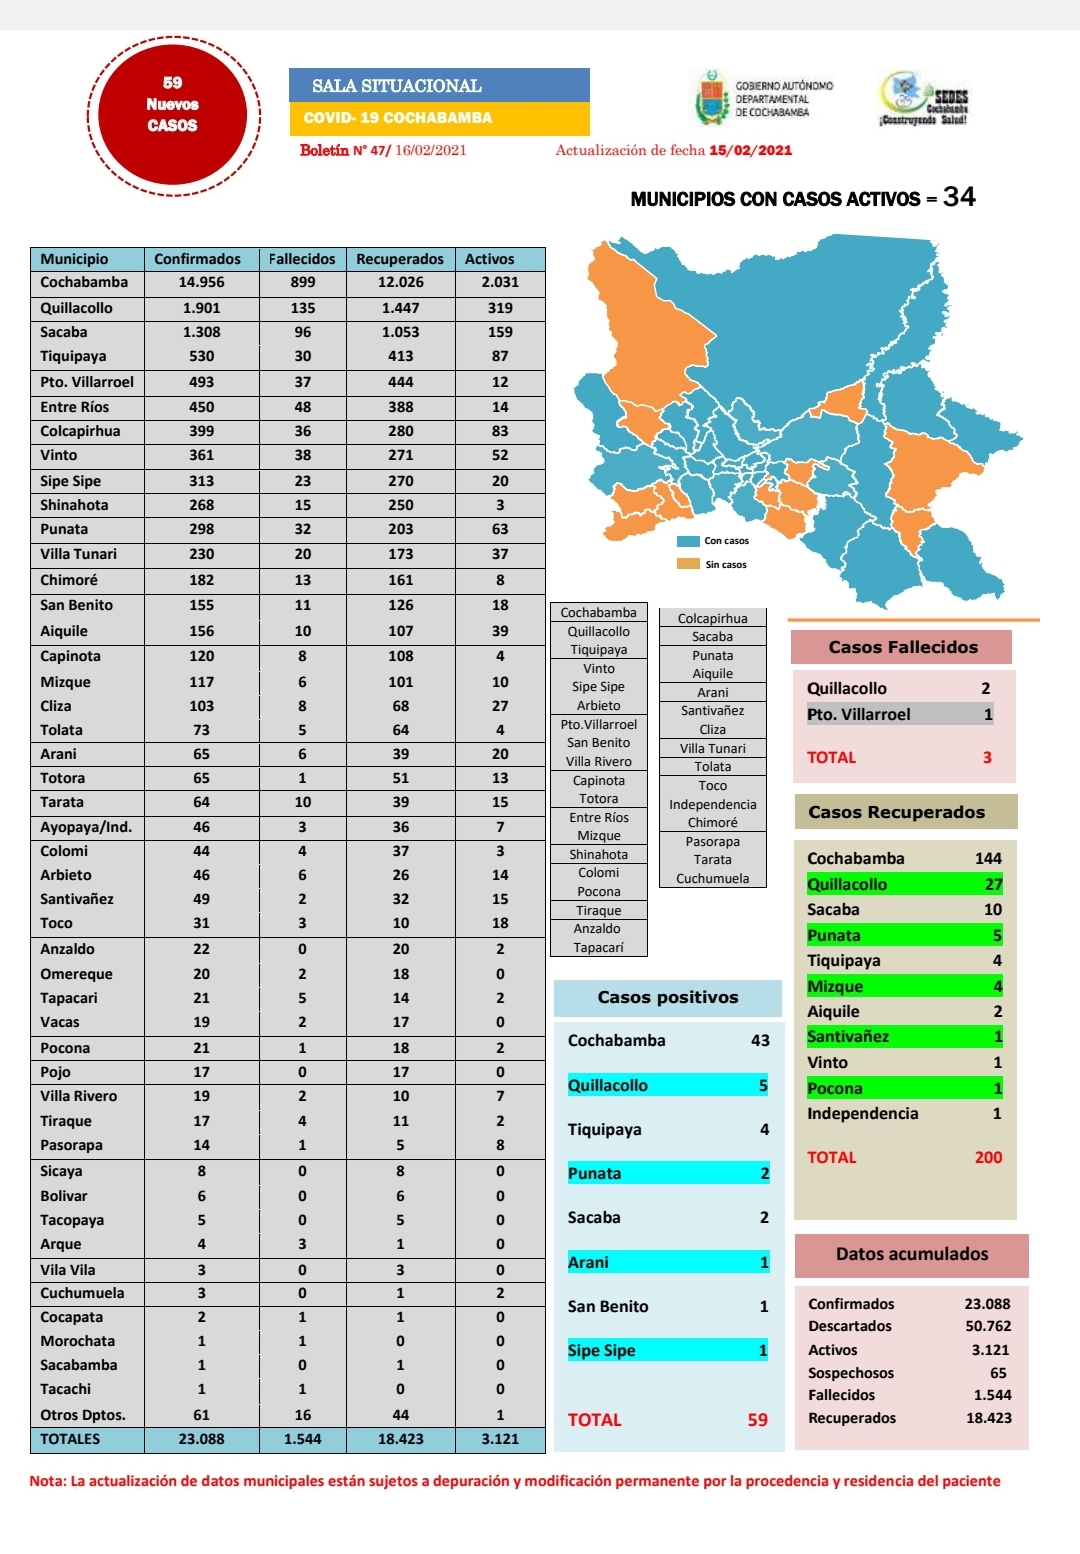 59
Nuevos
CASOS
SALA SITUACIONAL
COVID- 19 COCHABAMBA
Boletín N° 47/ 16/02/2021
Actualización de fecha 15/02/2021
GOBIERNO AUTÓNOMO
DEPARTAMENTAL
DE COCHABAMBA
SEDES
Cochabamba
¡Construyendo Salud!
MUNICIPIOS CON CASOS ACTIVOS = 34
Municipio Confirmados Fallecidos Recuperados Activos
Cochabamba 14.956 899 12.026 2.031
Quillacollo 1.901 135 1.447 319
Sacaba 1.308 96 1.053 159
Tiquipaya 530 30 413 87
Pto. Villarroel 493 37 444 12
Entre Ríos 450 48 388 14
Colcapirhua 399 36 280 83
Vinto 361 38 271 52
Sipe Sipe 313 23 270 20
Shinahota 268 15 250 3
Punata 298 32 203 63
Villa Tunari 230 20 173 37
Chimoré 182 13 161 8
San Benito 155 11 126 18
Aiquile 156 10 107 39
Capinota 120 8 108 4
Mizque 117 6 101 10
Cliza 103 8 68 27
Tolata 73 5 64 4
Arani 65 6 39 20
Totora 65 1 51 13
Tarata 64 10 39 15
Ayopaya/Ind. 46 3 36 7
Colomi 44 4 37 3
Arbieto 46 6 26 14
Santivañez 49 2 32 15
Toco 31 3 10 18
Anzaldo 22 0 20 2
Omereque 20 2 18 0
Tapacari 21 5 14 2
Vacas 19 2 17 0
Pocona 21 1 18 2
Pojo 17 0 17 0
Villa Rivero 19 2 10 7
Tiraque 17 4 11 2
Pasorapa 14 1 5 8
Sicaya 8 0 8 0
Bolivar 6 0 6 0
Tacopaya 5 0 5 0
Arque 4 3 1 0
Vila Vila 3 0 3 0
Cuchumuela 3 0 1 2
Cocapata 2 1 1 0
Morochata 1 1 0 0
Sacabamba 1 0 1 0
Tacachi 1 1 0 0
Otros Dptos. 61 16 44 1
TOTALES 23.088 1.544 18.423 3.121
Con casos
Sin casos
Cochabamba
Quillacollo
Tiquipaya
Vinto
Sipe Sipe
Arbieto
Pto.Villarroel
San Benito
Villa Rivero
Capinota
Totora
Entre Ríos
Mizque
Shinahota
Colomi
Pocona
Tiraque
Anzaldo
Tapacarí
Colcapirhua
Sacaba
Punata
Aiquile
Arani
Santivañez
Cliza
Villa Tunari
Tolata
Toco
Independencia
Chimoré
Pasorapa
Tarata
Cuchumuela
Casos positivos
Cochabamba 43
Quillacollo 5
Tiquipaya 4
Punata 2
Sacaba 2
Arani 1
San Benito 1
Sipe Sipe 1
TOTAL 59
Casos Fallecidos
Quillacollo 2
Pto. Villarroel 1
TOTAL 3
Casos Recuperados
Cochabamba 144
Quillacollo 27
Sacaba 10
Punata 5
Tiquipaya 4
Mizque 4
Aiquile 2
Santivañez 1
Vinto 1
Pocona 1
Independencia 1
TOTAL 200
Datos acumulados
Confirmados 23.088
Descartados 50.762
Activos 3.121
Sospechosos 65
Fallecidos 1.544
Recuperados 18.423
Nota: La actualización de datos municipales están sujetos a depuración y modificación permanente por la procedencia y residencia del paciente